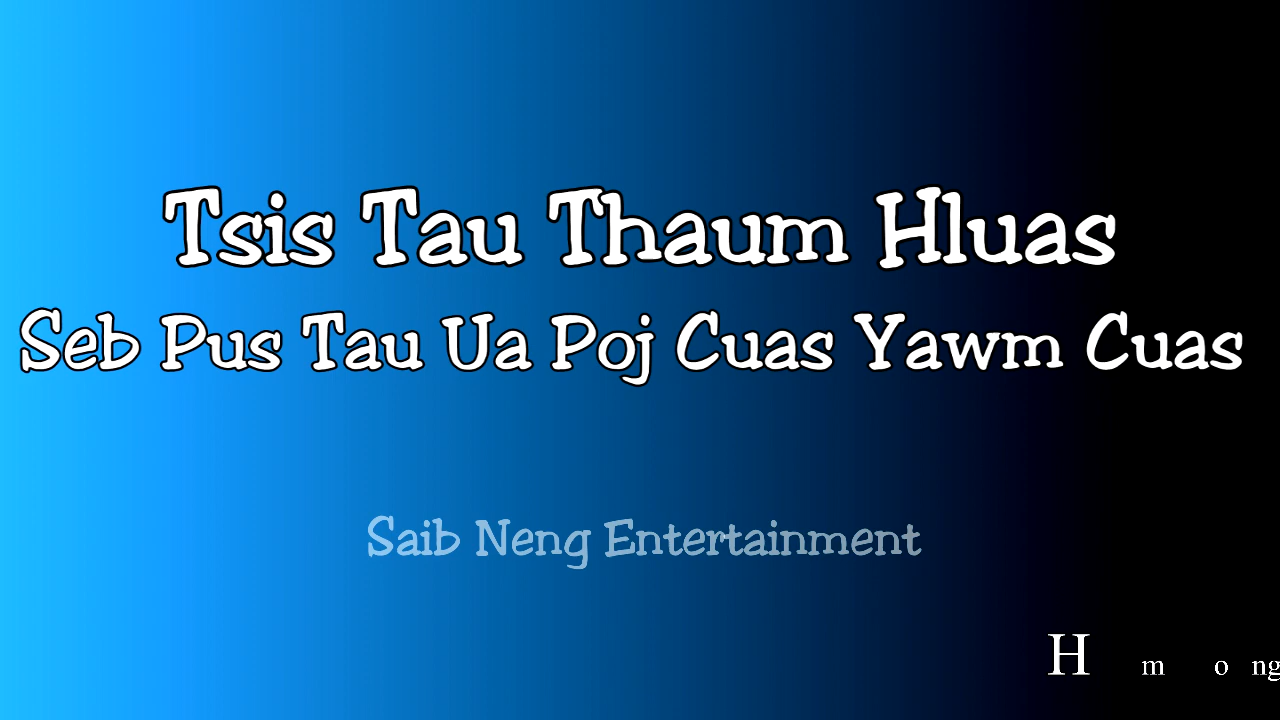 Tsis Tau Thaum Hluas
Seb Pus Tau Ua Poj Cuas Yawm Cuas
Saib Neng Entertainment
H m o ng